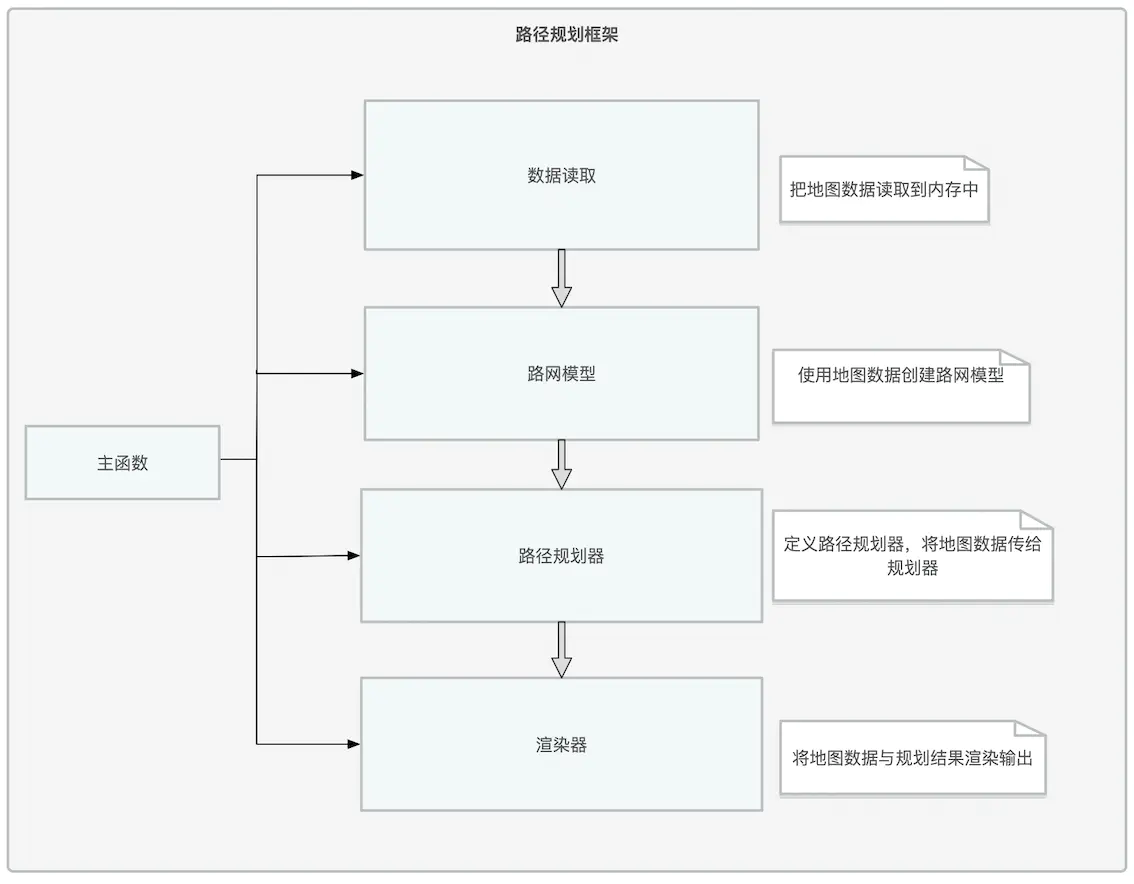 路径规划框架
数据读取
把地图数据读取到内存中
路网模型
使用地图数据创建路网模型
主函数
路径规划器
定义路径规划器，将地图数据传给
规划器
渲染器
将地图数据与规划结果渲染输出